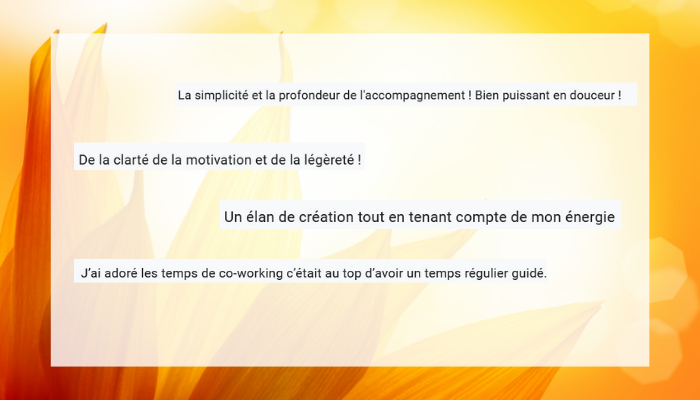 La simplicité et la profondeur de l'accompagnement ! Bien puissant en douceur !
De la clarté de la motivation et de la légèreté !
Un élan de création tout en tenant compte de mon énergie
J'ai adoré les temps de co-working c'était au top d'avoir un temps régulier guidé.